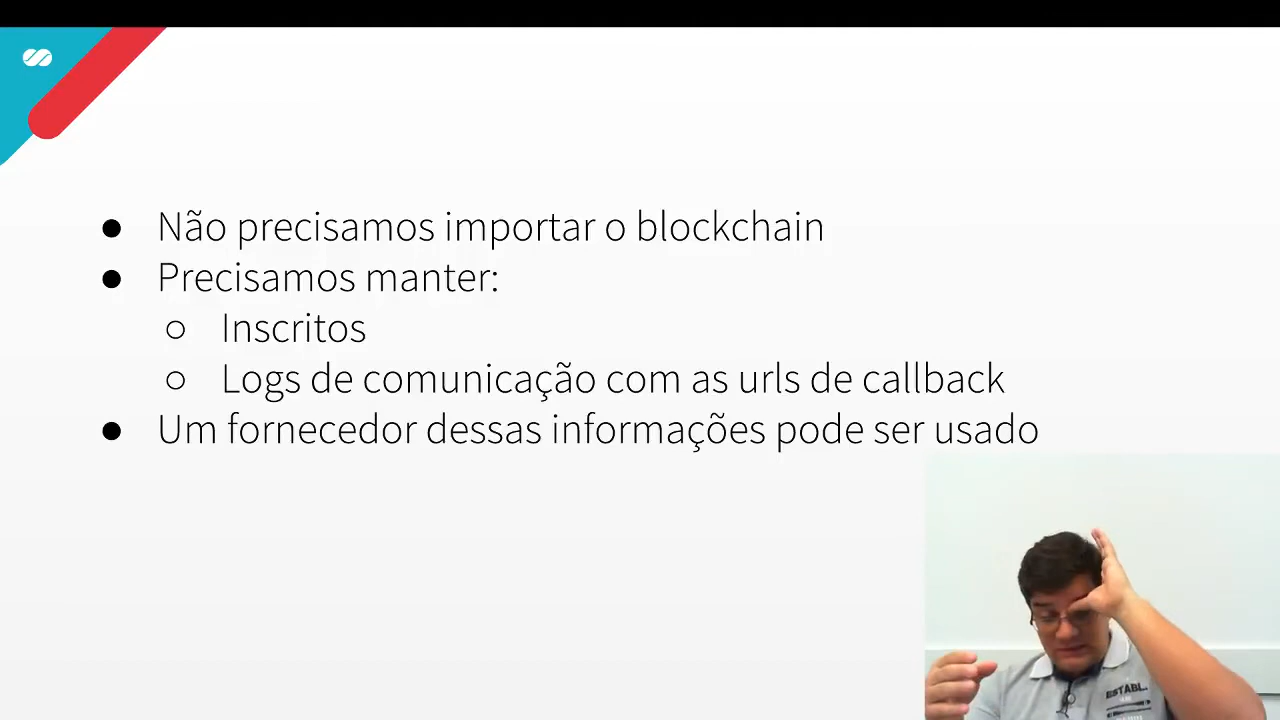 Não precisamos importar o blockchain
Precisamos manter:
Inscritos
Logs de comunicação com as urls de callback
Um fornecedor dessas informações pode ser usado
ESTABL.